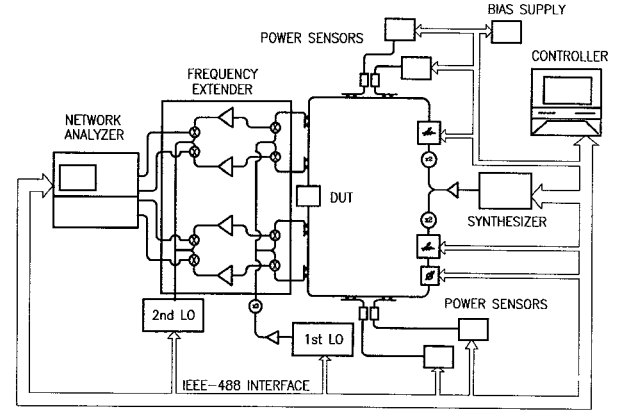 BIAS SUPPLY
POWER SENSORS
CONTROLLER
FREQUENCY
EXTENDER
NETWORK
ANALYZER
x2
DUT
SYNTHESIZER
x2
POWER SENSORS
2nd LO
1st LO
IEEE-488 INTERFACE